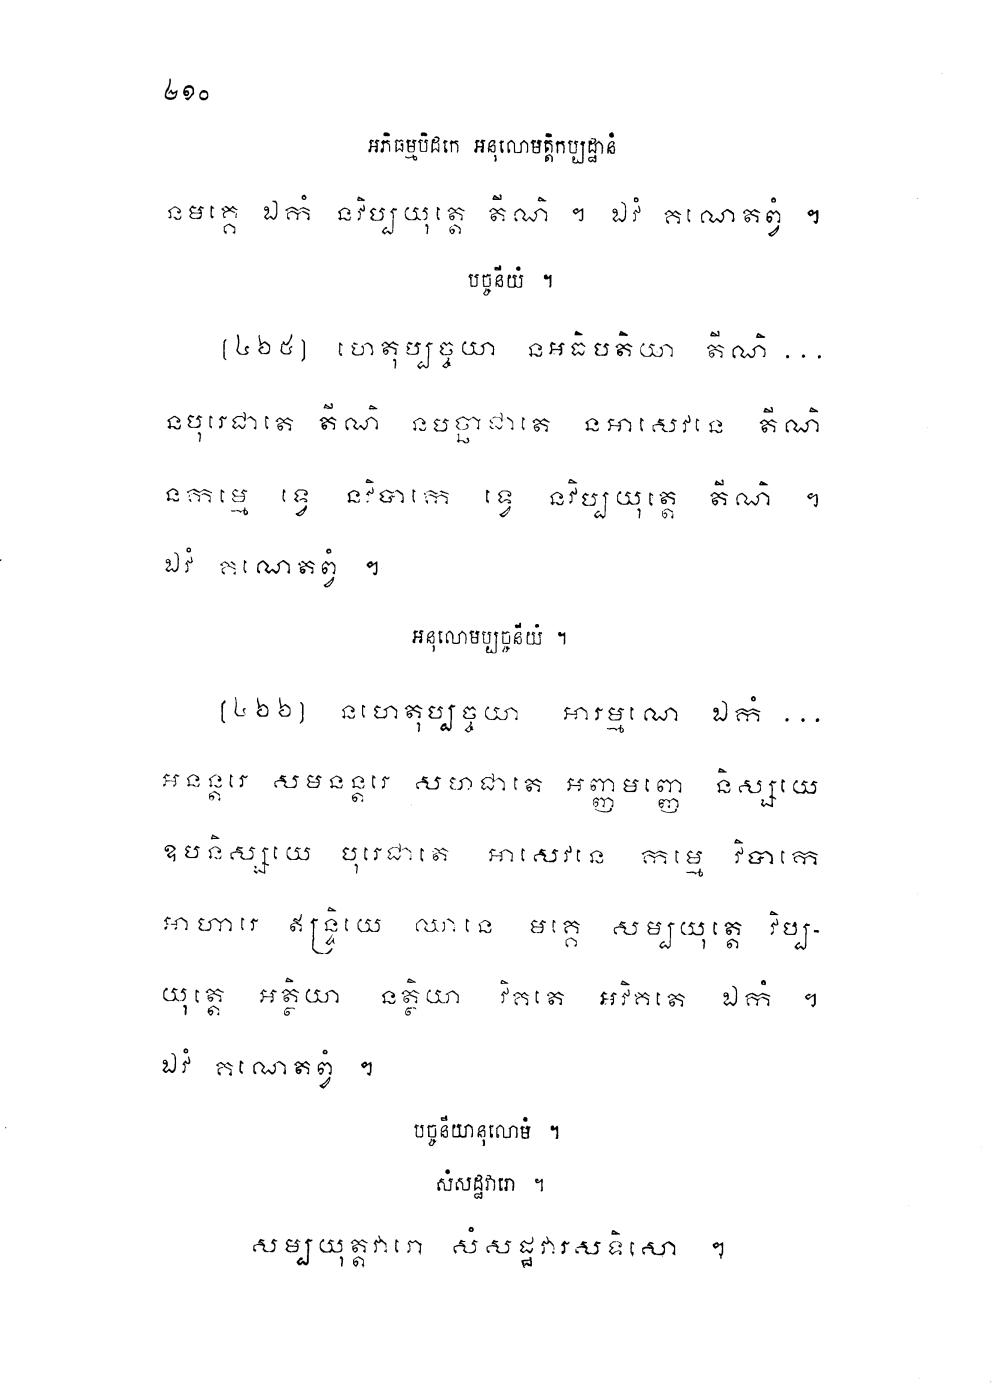 ៤១០
អភិធម្មបិដកេ អនុលោមត្តិកប្បដ្ឋានំ
នមគ្គេ ឯកំ នវិប្បយុត្តេ តីណិ ។ ឯវំ គណេតព្វំ ។
បច្ចនីយំ ។
[៤៦៥] ហេតុប្បច្ចយា នអធិបតិយា តីណិ ...
នបុរេជាតេ តីណិ នបច្ឆាជាតេ នអាសេវនេ តីណិ
នកម្មេ ទ្វេ នវិបាកេ ទ្វេ នវិប្បយុត្តេ តីណិ ។
ឯវំ គណេតព្វំ ។
អនុលោមប្បច្ចនីយំ ។
[៤៦៦] នហេតុប្បច្ចយា អារម្មណេ ឯកំ ...
អនន្តរេ សមនន្តរេ សហជាតេ អញ្ញមញ្ញេ និស្សយេ
ឧបនិស្សយេ បុរេជាតេ អាសេវនេ កម្មេ វិបាកេ
អាហារេ ឥន្ទ្រិយេ ឈានេ មគ្គេ សម្បយុត្តេ វិប្ប-
យុត្តេ អត្ថិយា នត្ថិយា វិគតេ អវិគតេ ឯកំ ។
ឯវំ គណេតព្វំ ។
បច្ចនីយានុលោមំ ។
សំសដ្ឋវារោ ។
សម្បយុត្តវារោ សំសដ្ឋវារសទិសោ ។